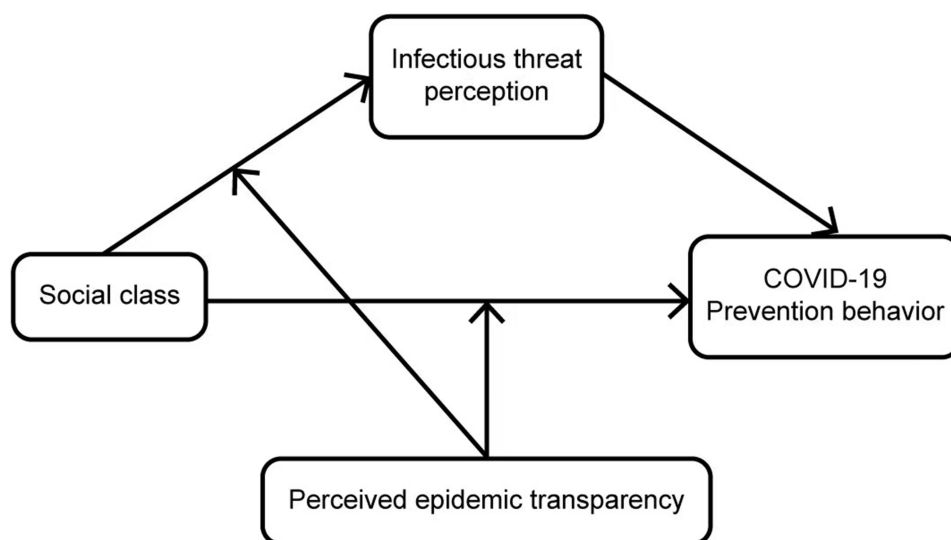 Infectious threat
perception
Social class
COVID-19
Prevention behavior
Perceived epidemic transparency